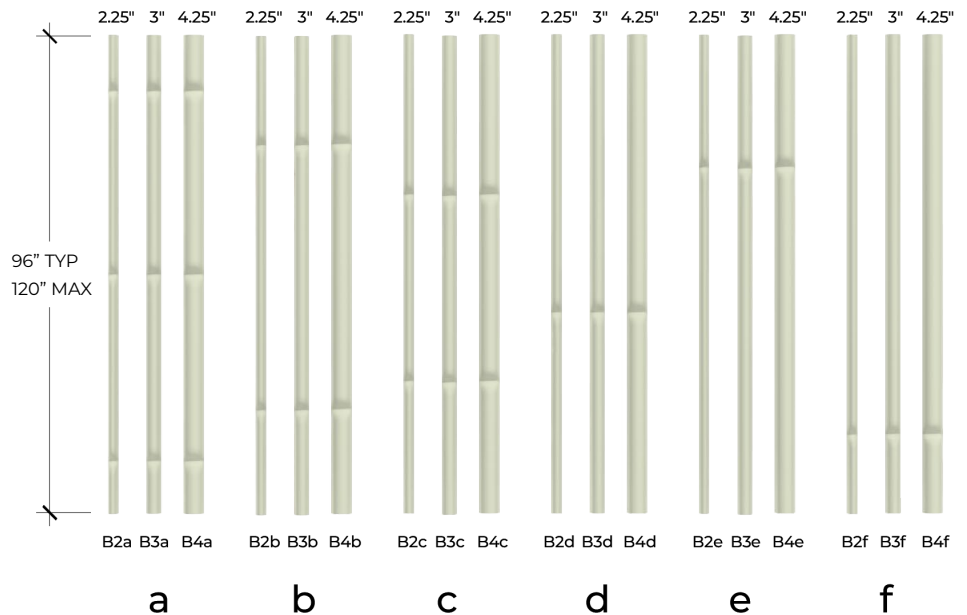 2.25" 3" 4.25" 2.25" 3" 4.25" 2.25" 3" 4.25" 2.25" 3" 4.25" 2.25" 3" 4.25" 2.25" 3" 4.25"
96” TYP
120” MAX
B2a B3a B4a B2b B3b B4b B2c B3c B4c B2d B3d B4d B2e B3e B4e B2f B3f B4f
a b c d e f